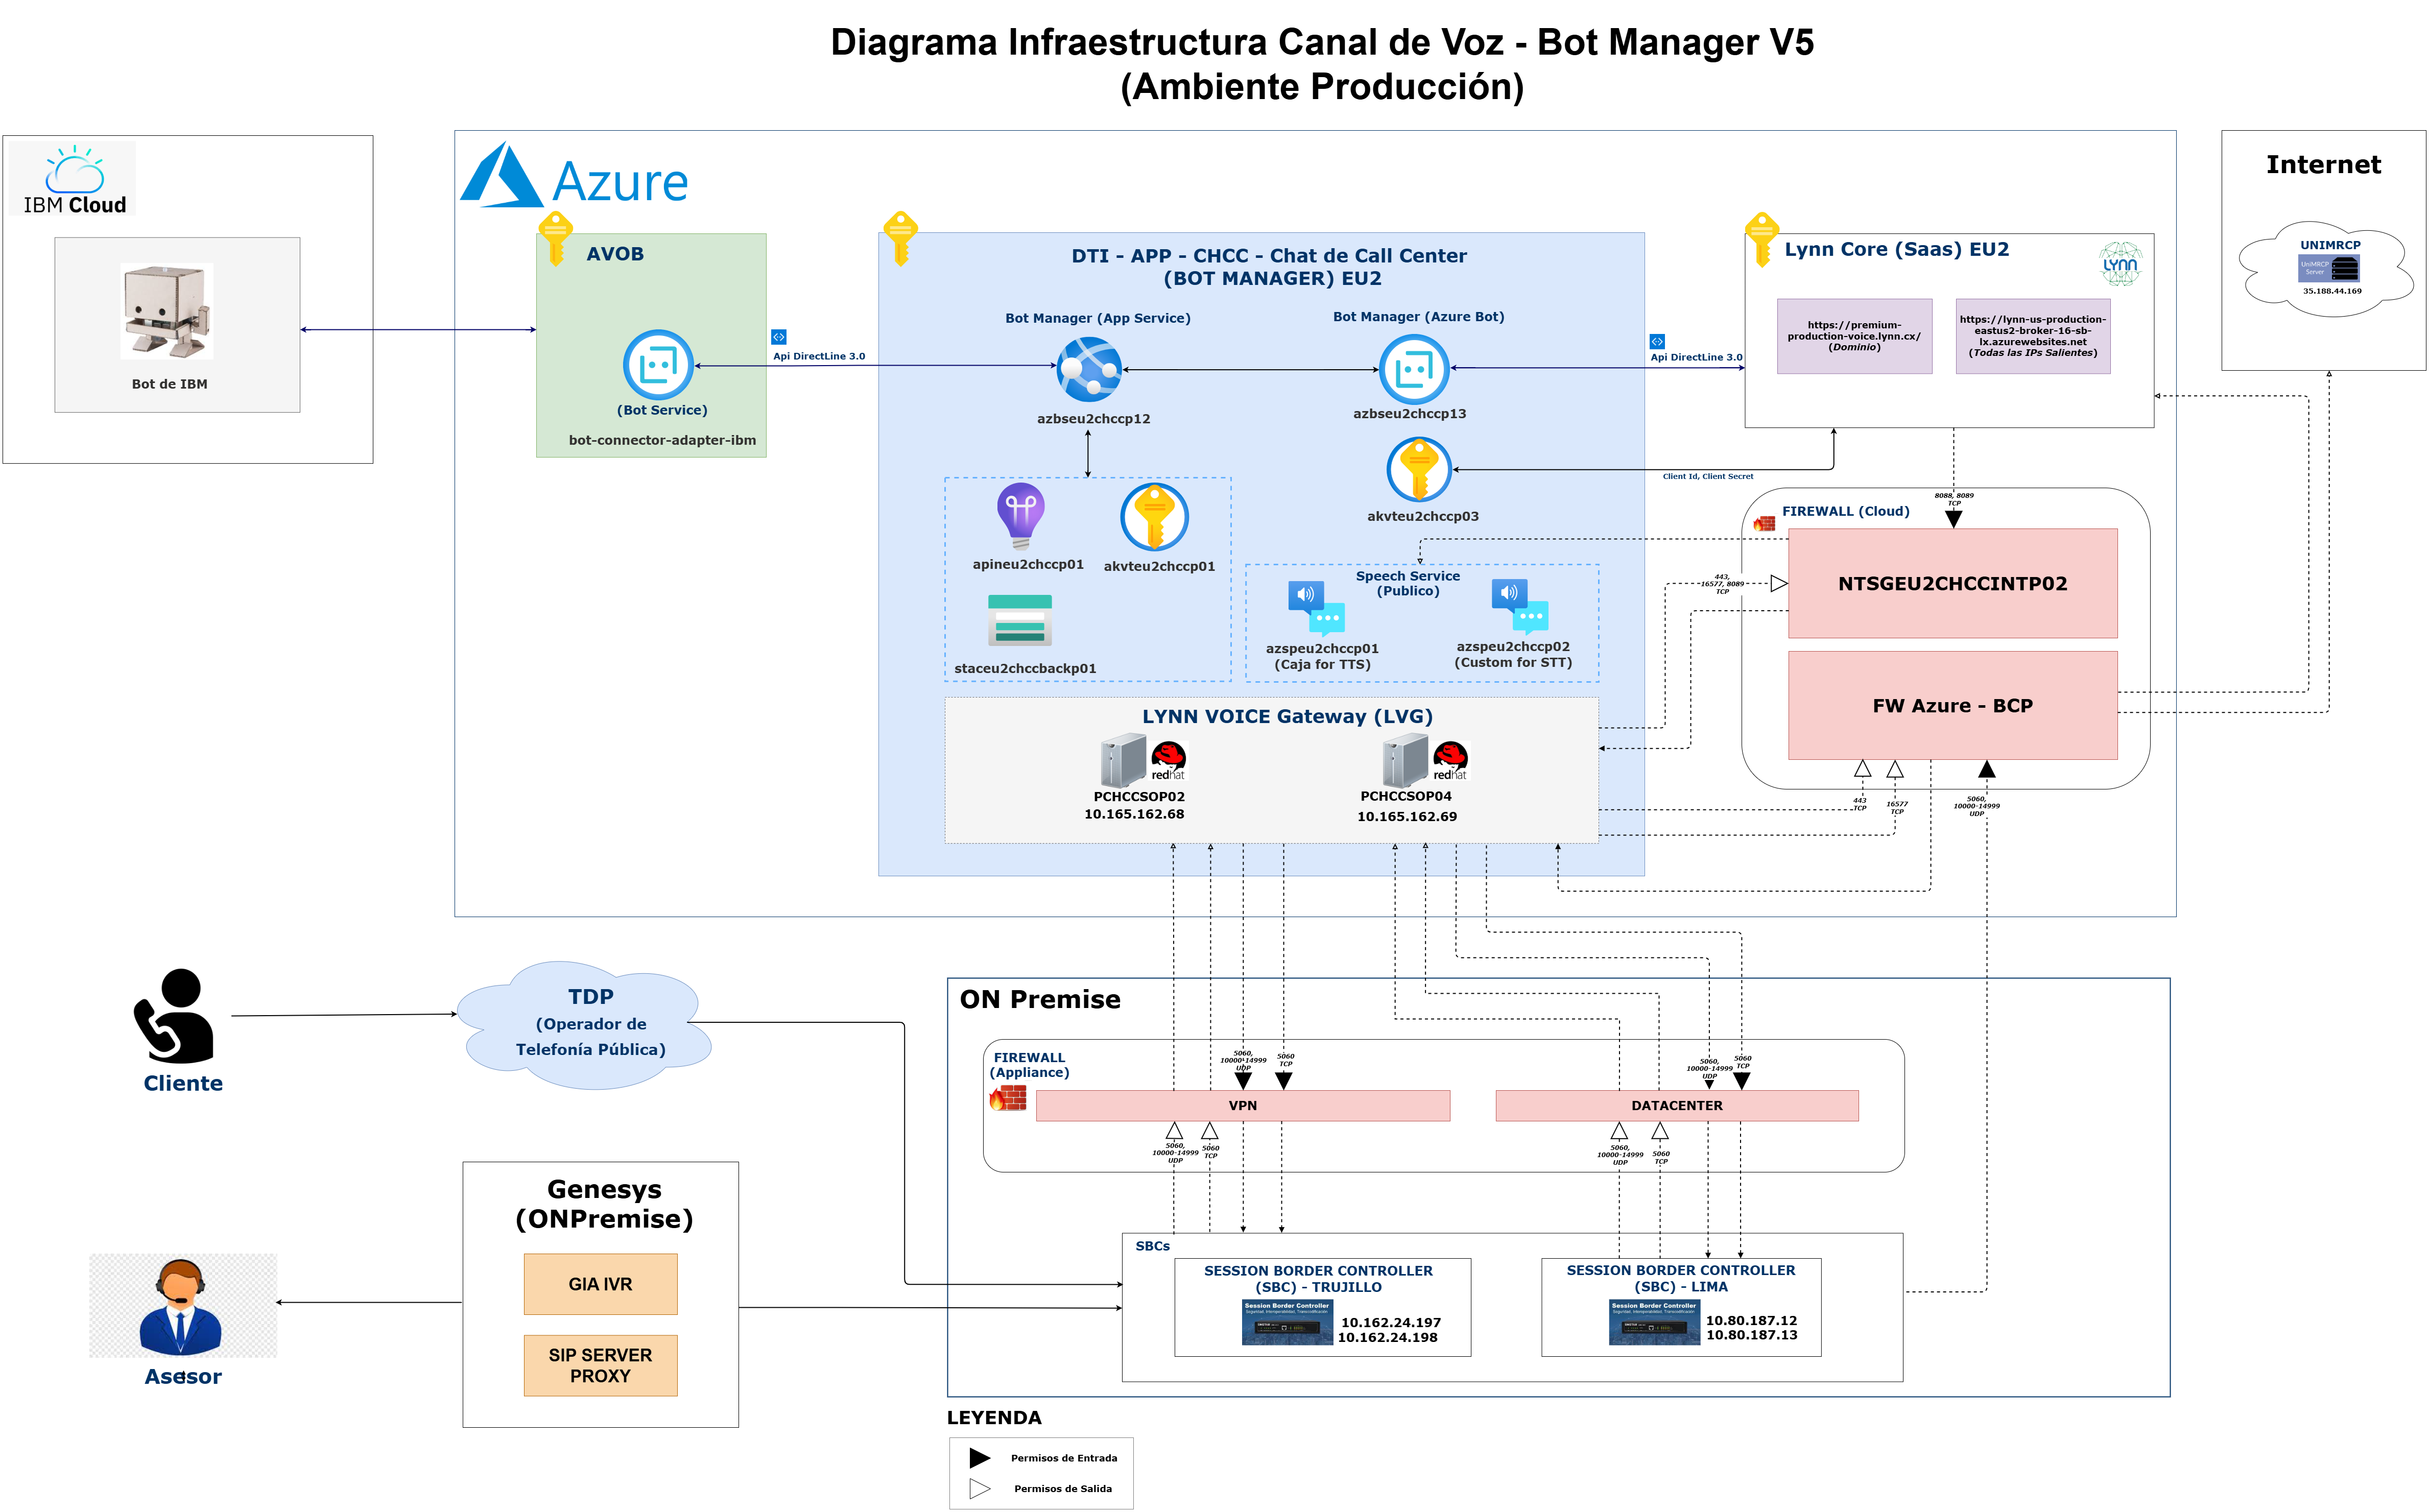 Diagrama Infraestructura Canal de Voz - Bot Manager V5
(Ambiente Producción)
IBM Cloud
Bot de IBM
Azure
AVOB
(Bot Service)
bot-connector-adapter-ibm
Api DirectLine 3.0
DTI - APP - CHCC - Chat de Call Center
(BOT MANAGER) EU2
Bot Manager (App Service)
azbseu2chccp12
Bot Manager (Azure Bot)
azbseu2chccp13
akvteu2chccp03
Api DirectLine 3.0
Client Id, Client Secret
apineu2chccp01
akvteu2chccp01
staceu2chccbackp01
Speech Service
(Publico)
azspeu2chccp01
(Caja for TTS)
azspeu2chccp02
(Custom for STT)
LYNN VOICE Gateway (LVG)
redhat
PCHCCSOP02
10.165.162.68
redhat
PCHCCSOP04
10.165.162.69
Lynn Core (Saas) EU2
LYNN
https://premium-
production-voice.lynn.cx/
(Dominio)
https://lynn-us-production-
eastus2-broker-16-sb-
lx.azurewebsites.net
(Todas las IPs Salientes)
8088, 8089
TCP
FIREWALL (Cloud)
NTSGEU2CHCCINTP02
443,
16577, 8089
TCP
FW Azure - BCP
443
TCP
16577
TCP
5060,
10000-14999
UDP
Internet
UNIMRCP
UniMRCP
Server
35.188.44.169
Cliente
TDP
(Operador de
Telefonía Pública)
Genesys
(ONPremise)
GIA IVR
SIP SERVER
PROXY
Asesor
ON Premise
FIREWALL
(Appliance)
5060,
10000-14999
UDP
5060
TCP
5060,
10000-14999
UDP
5060
TCP
VPN
DATACENTER
5060,
10000-14999
UDP
5060
TCP
5060,
10000-14999
UDP
5060
TCP
SBCs
SESSION BORDER CONTROLLER
(SBC) - TRUJILLO
Session Border Controller
Seguridad, Interoperabilidad, Transcodificación
10.162.24.197
10.162.24.198
SESSION BORDER CONTROLLER
(SBC) - LIMA
Session Border Controller
Seguridad, Interoperabilidad, Transcodificación
10.80.187.12
10.80.187.13
LEYENDA
Permisos de Entrada
Permisos de Salida